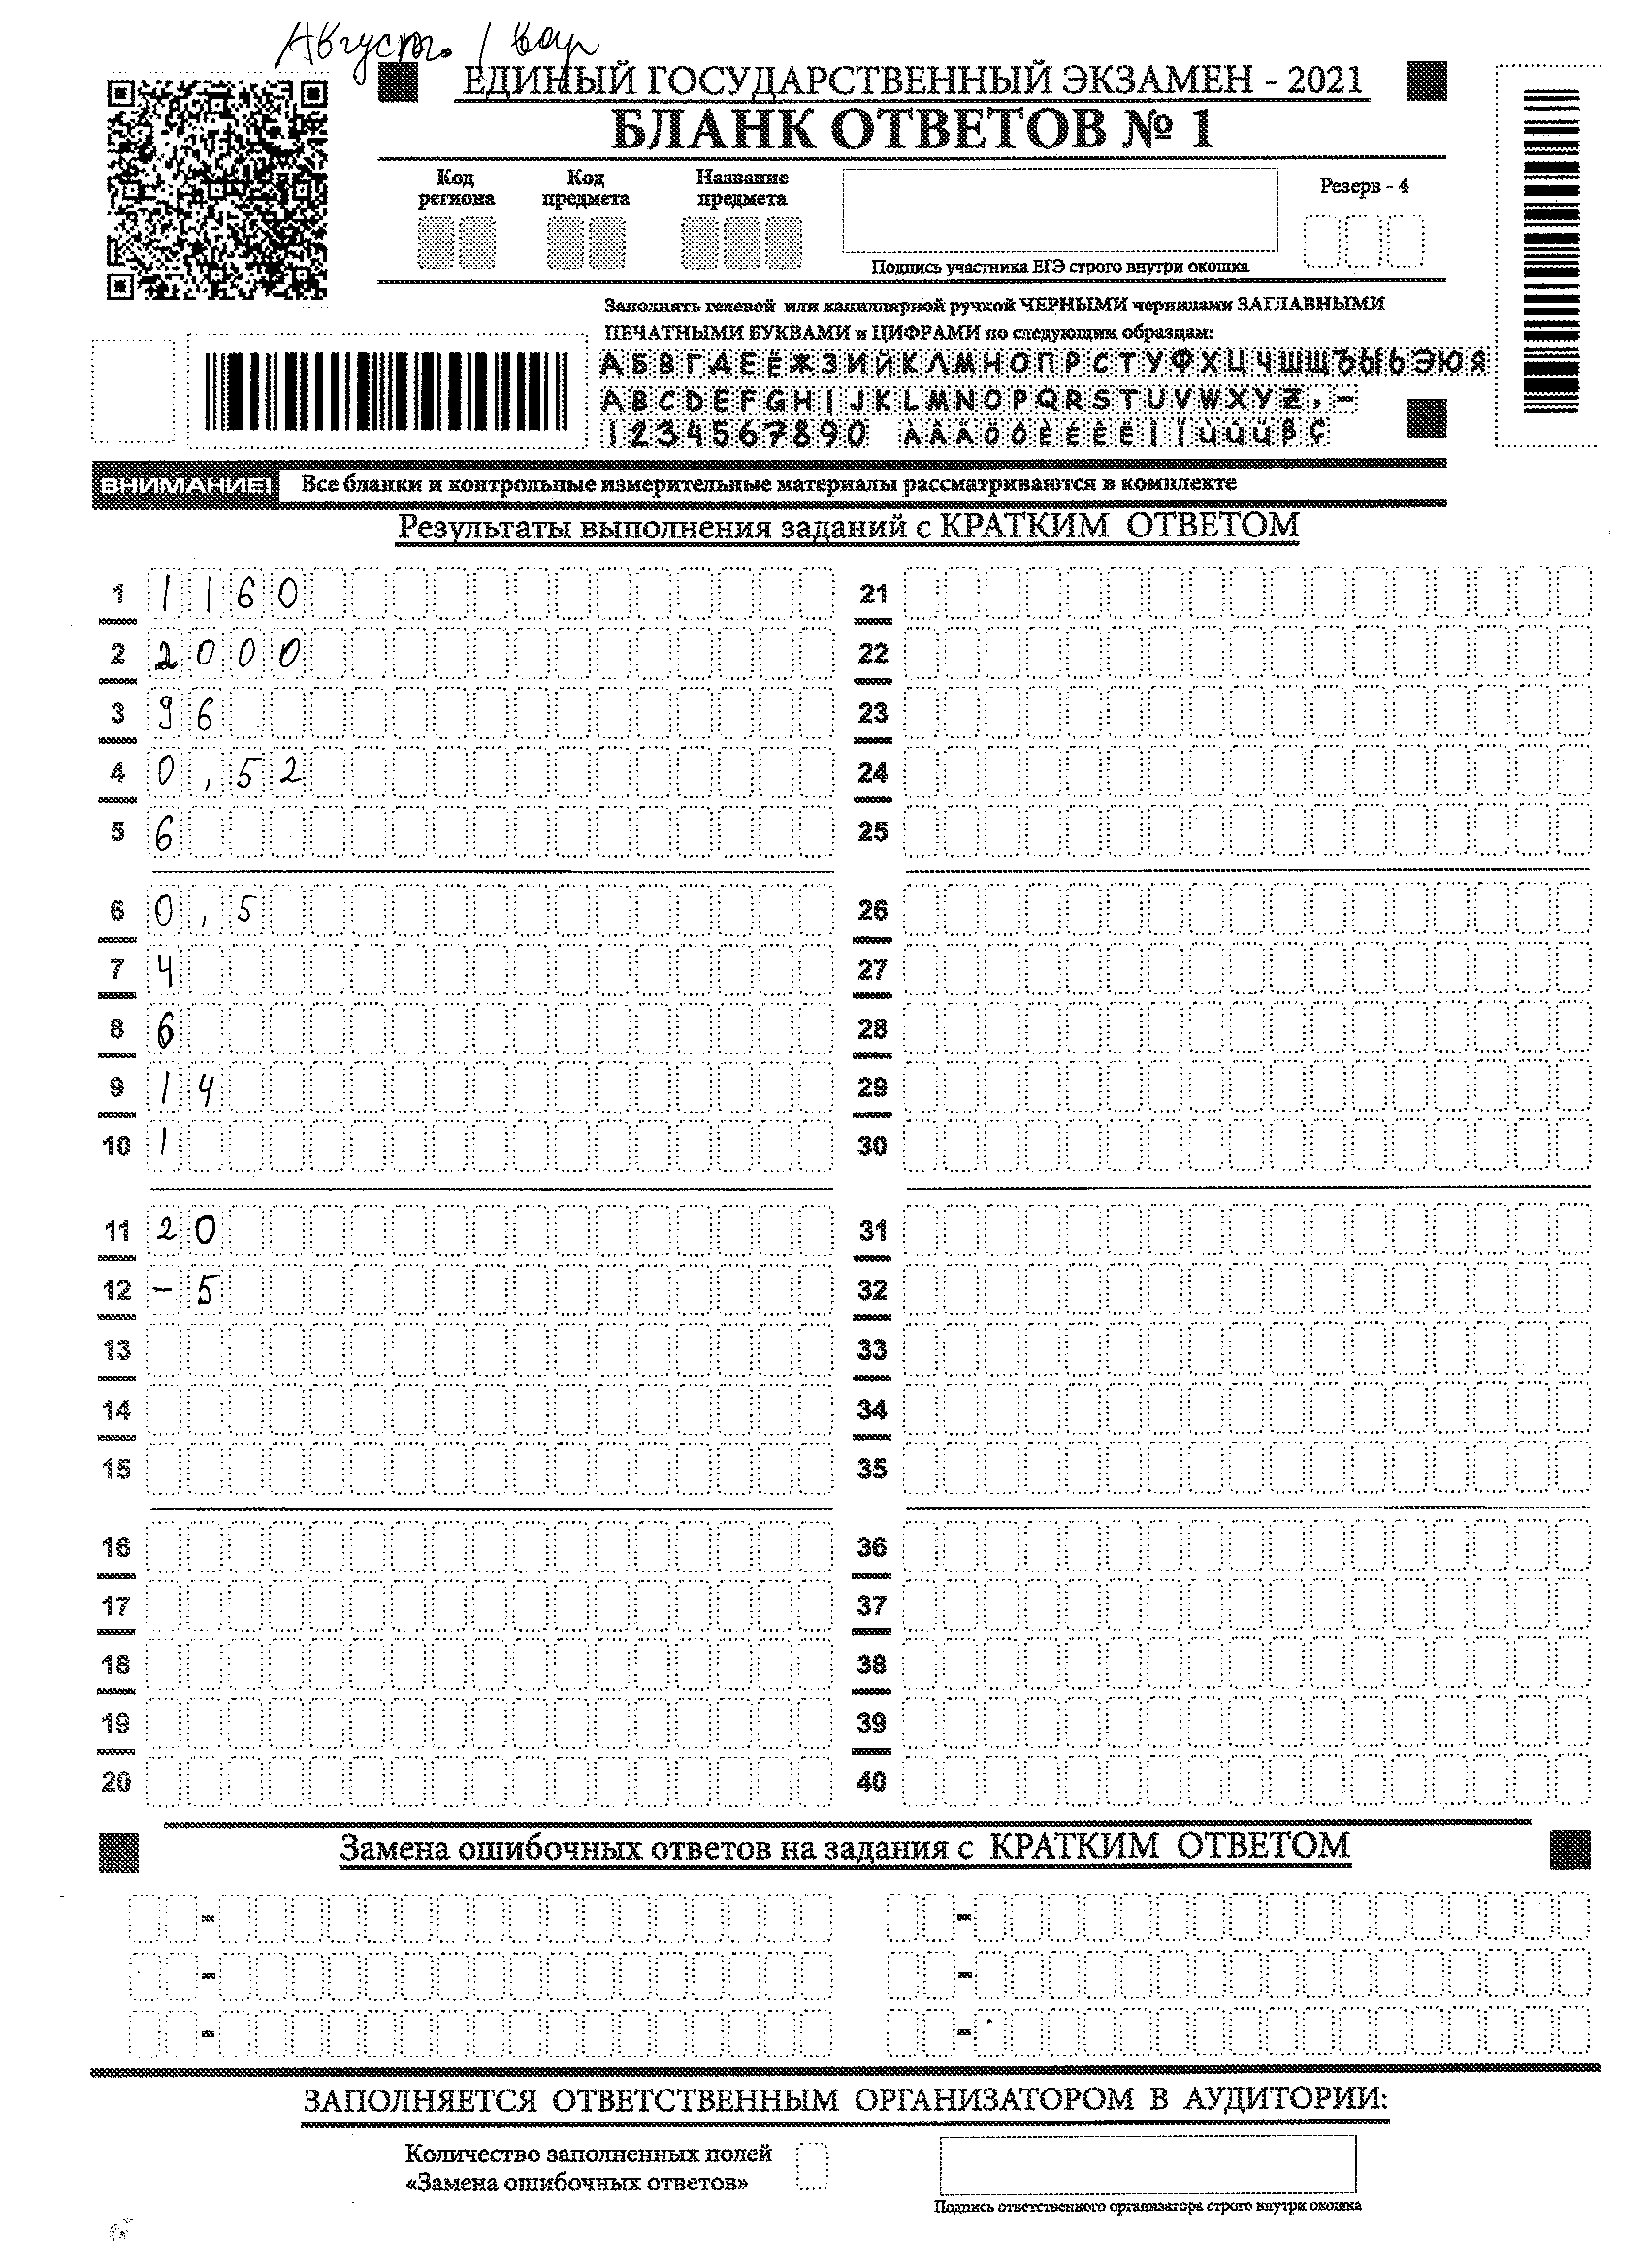 Август. 1 вар
ЕДИНЫЙ ГОСУДАРСТВЕННЫЙ ЭКЗАМЕН - 2021
БЛАНК ОТВЕТОВ № 1
Код региона
Код предмета
Название предмета
Резерв - 4
Подпись участника ЕГЭ строго внутри окошка
Заполнять гелевой или капиллярной ручкой ЧЕРНЫМИ чернилами ЗАГЛАВНЫМИ
ПЕЧАТНЫМИ БУКВАМИ и ЦИФРАМИ по следующим образцам:
АБВГДЕЁЖЗИЙКЛМНОПРСТУФХЦЧШЩЪЫЬЭЮЯ
ABCDEFGHIJKLMNOPQRSTUVWXYZ,-
1234567890 ÀÂÄÔÖÈÉÊËÎÏÙÛÜßÇ
ВНИМАНИЕ! Все бланки и контрольные измерительные материалы рассматриваются в комплекте
Результаты выполнения заданий с КРАТКИМ ОТВЕТОМ
1 1160
2 2000
3 96
4 0,52
5 6
6 0,5
7 4
8 6
9 14
10 1
11 20
12 -5
13
14
15
16
17
18
19
20
21
22
23
24
25
26
27
28
29
30
31
32
33
34
35
36
37
38
39
40
Замена ошибочных ответов на задания с КРАТКИМ ОТВЕТОМ
ЗАПОЛНЯЕТСЯ ОТВЕТСТВЕННЫМ ОРГАНИЗАТОРОМ В АУДИТОРИИ:
Количество заполненных полей
«Замена ошибочных ответов»
Подпись ответственного организатора строго внутри окошка